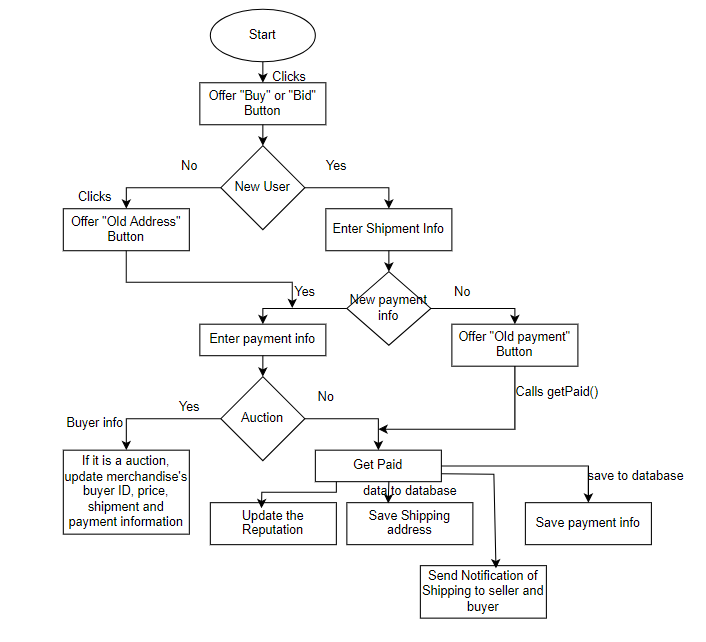 Start
Clicks
Offer "Buy" or "Bid"
Button
No
Yes
New User
Clicks
Offer "Old Address"
Button
Enter Shipment Info
Yes
New payment
info
No
Enter payment info
Offer "Old payment"
Button
Calls getPaid()
Yes
No
Buyer info
Auction
If it is a auction,
update merchandise's
buyer ID, price,
shipment and
payment information
Get Paid
save to database
data to database
Update the
Reputation
Save Shipping
address
Save payment info
Send Notification of
Shipping to seller and
buyer